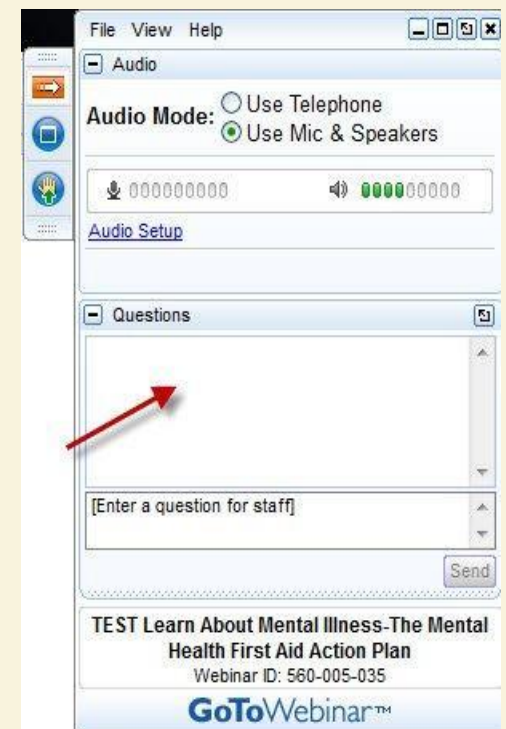 File View Help
Audio
Audio Mode: Use Telephone
Use Mic & Speakers
Audio Setup
Questions
[Enter a question for staff]
Send
TEST Learn About Mental Illness-The Mental
Health First Aid Action Plan
Webinar ID: 560-005-035
GoToWebinar™